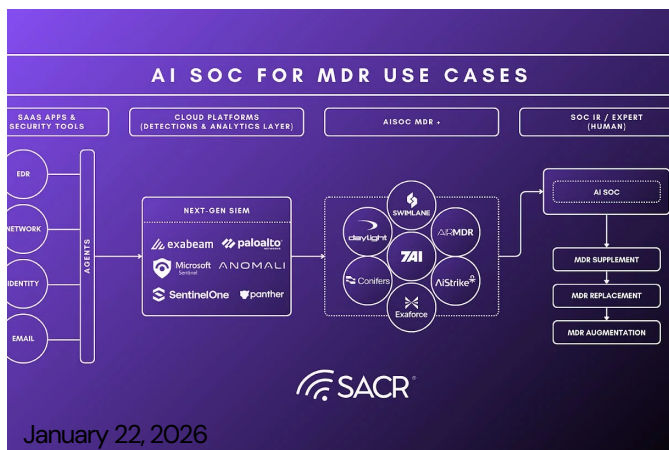 AI SOC FOR MDR USE CASES
SAAS APPS &
SECURITY TOOLS
CLOUD PLATFORMS
(DETECTIONS & ANALYTICS LAYER)
AISOC MDR +
SOC IR / EXPERT
(HUMAN)
EDR
NETWORK
IDENTITY
EMAIL
AGENTS
NEXT-GEN SIEM
exabeam
paloalto
NETWORKS
Microsoft
Sentinel
ANOMALI
SentinelOne
panther
SWIMLANE
daylight
AIRMDR
7AI
Conifers
AiStrike
Exaforce
AI SOC
MDR SUPPLEMENT
MDR REPLACEMENT
MDR AUGMENTATION
SACR
January 22, 2026